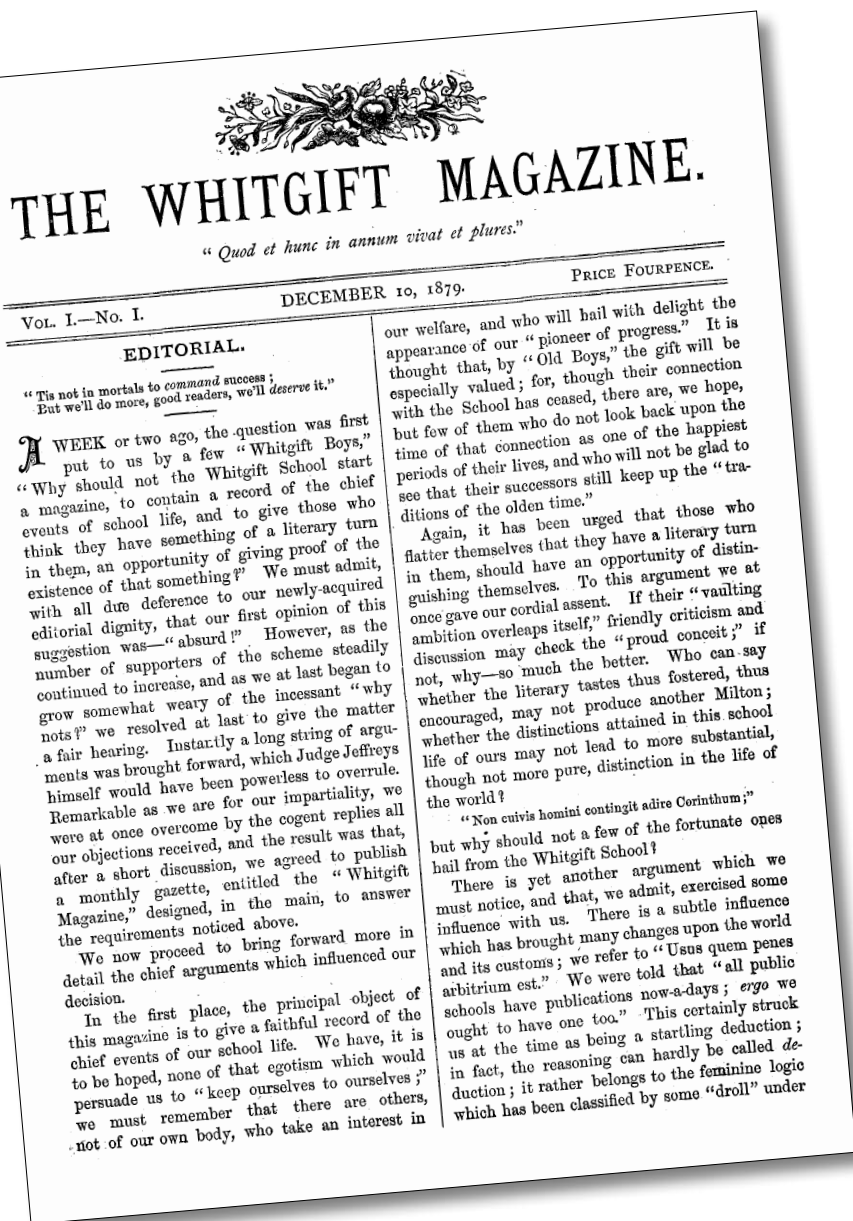 THE WHITGIFT MAGAZINE.
“ Quod et hunc in annum vivat et plures.”
VOL. I.—No. I.
DECEMBER 10, 1879.
PRICE FOURPENCE.
EDITORIAL.
“ Tis not in mortals to command success ;
But we’ll do more, good readers, we’ll deserve it.”
A WEEK or two ago, the question was first
put to us by a few “Whitgift Boys,”
“Why should not the Whitgift School start
a magazine, to contain a record of the chief
events of school life, and to give those who
think they have something of a literary turn
in them, an opportunity of giving proof of the
existence of that something?” We must admit,
with all due deference to our newly-acquired
editorial dignity, that our first opinion of this
suggestion was—“absurd!” However, as the
number of supporters of the scheme steadily
continued to increase, and as we at last began to
grow somewhat weary of the incessant “why
nots?” we resolved at last to give the matter
a fair hearing. Instantly a long string of argu-
ments was brought forward, which Judge Jeffreys
himself would have been powerless to overrule.
Remarkable as we are for our impartiality, we
were at once overcome by the cogent replies all
our objections received, and the result was that,
after a short discussion, we agreed to publish
a monthly gazette, entitled the “Whitgift
Magazine,” designed, in the main, to answer
the requirements noticed above.
We now proceed to bring forward more in
detail the chief arguments which influenced our
decision.
In the first place, the principal object of
this magazine is to give a faithful record of the
chief events of our school life. We have, it is
to be hoped, none of that egotism which would
persuade us to “keep ourselves to ourselves;”
we must remember that there are others,
not of our own body, who take an interest in
our welfare, and who will hail with delight the
appearance of our “pioneer of progress.” It is
thought that, by “Old Boys,” the gift will be
especially valued; for, though their connection
with the School has ceased, there are, we hope,
but few of them who do not look back upon the
time of that connection as one of the happiest
periods of their lives, and who will not be glad to
see that their successors still keep up the “tra-
ditions of the olden time.”
Again, it has been urged that those who
flatter themselves that they have a literary turn
in them, should have an opportunity of distin-
guishing themselves. To this argument we at
once gave our cordial assent. If their “vaulting
ambition overleaps itself,” friendly criticism and
discussion may check the “proud conceit;” if
not, why—so much the better. Who can say
whether the literary tastes thus fostered, thus
encouraged, may not produce another Milton;
whether the distinctions attained in this school
life of ours may not lead to more substantial,
though not more pure, distinction in the life of
the world?
“Non cuivis homini contingit adire Corinthum;”
but why should not a few of the fortunate ones
hail from the Whitgift School?
There is yet another argument which we
must notice, and that, we admit, exercised some
influence with us. There is a subtle influence
which has brought many changes upon the world
and its customs; we refer to “Usus quem penes
arbitrium est.” We were told that “all public
schools have publications now-a-days; ergo we
ought to have one too.” This certainly struck
us at the time as being a startling deduction;
in fact, the reasoning can hardly be called de-
duction; it rather belongs to the feminine logic
which has been classified by some “droll” under